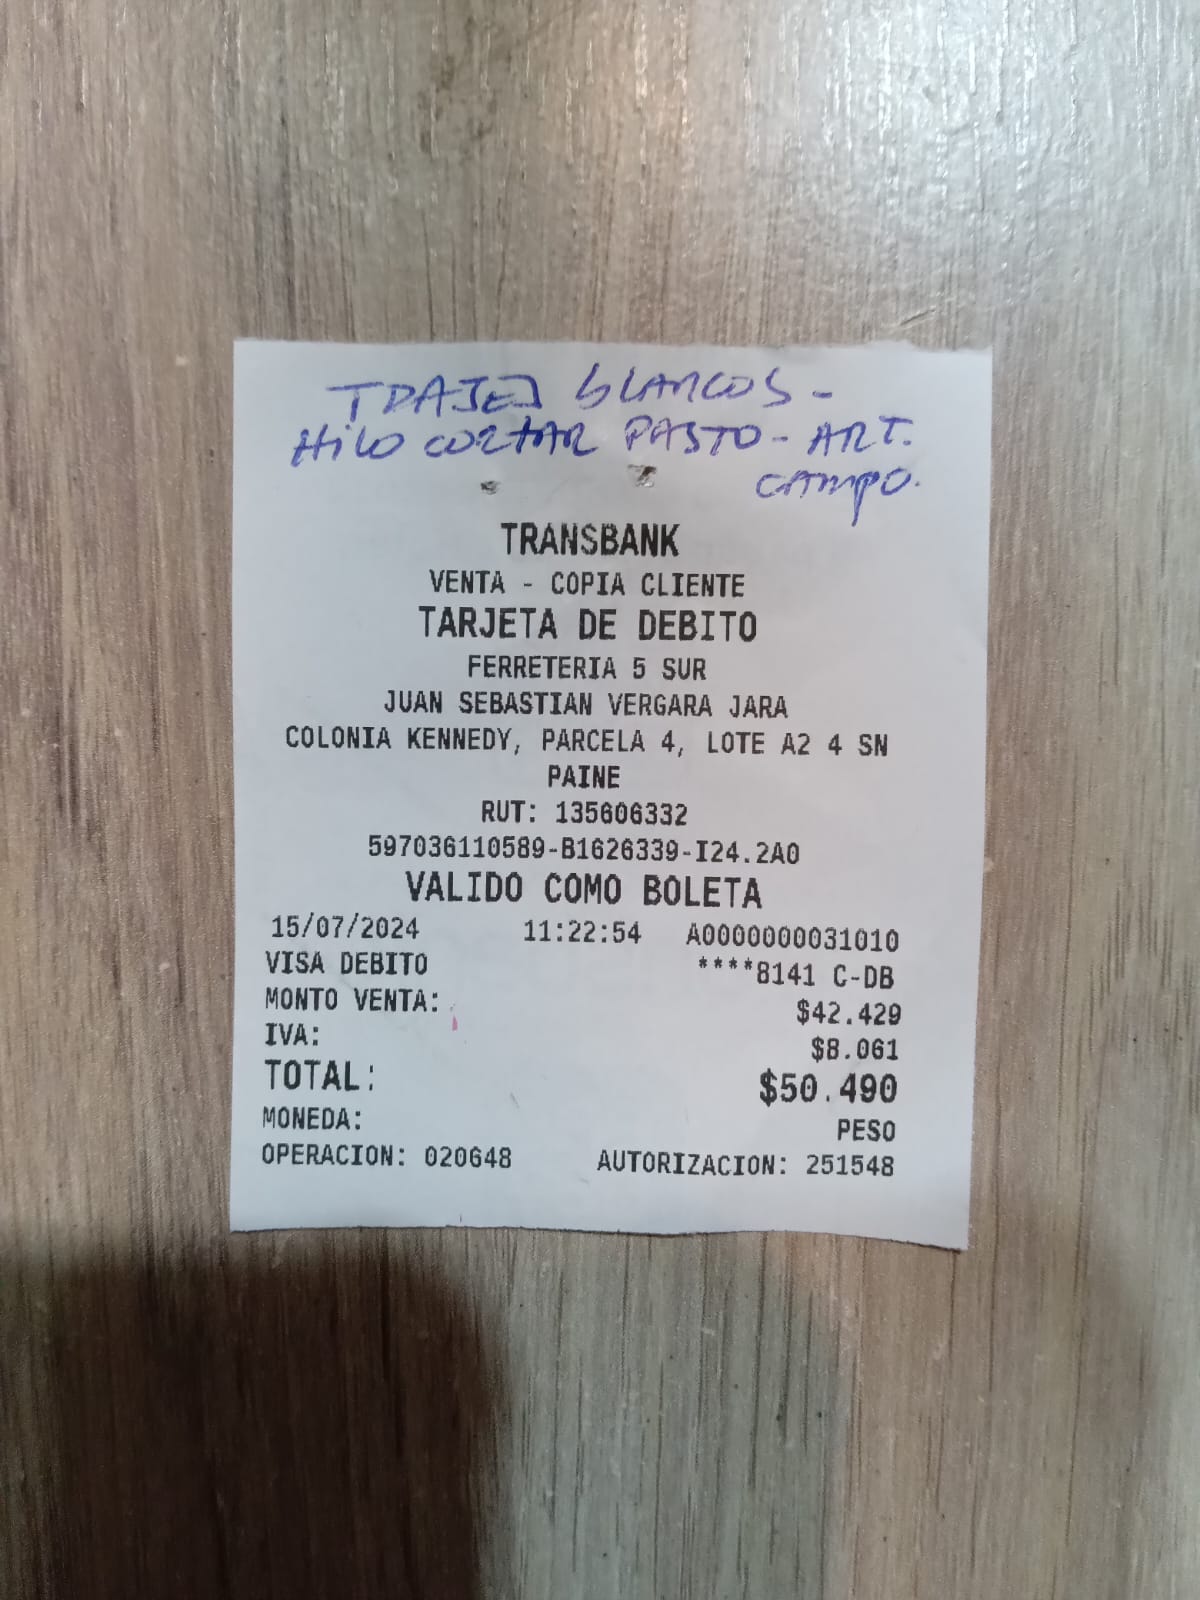 TRAJES BLANCOS -
HILO CORTAR PASTO - ART.
CAMPO.
TRANSBANK
VENTA - COPIA CLIENTE
TARJETA DE DEBITO
FERRETERIA 5 SUR
JUAN SEBASTIAN VERGARA JARA
COLONIA KENNEDY, PARCELA 4, LOTE A2 4 SN
PAINE
RUT: 135606332
597036110589-B1626339-I24.2A0
VALIDO COMO BOLETA
15/07/2024 11:22:54 A0000000031010
VISA DEBITO ****8141 C-DB
MONTO VENTA: $42.429
IVA: $8.061
TOTAL: $50.490
MONEDA: PESO
OPERACION: 020648 AUTORIZACION: 251548